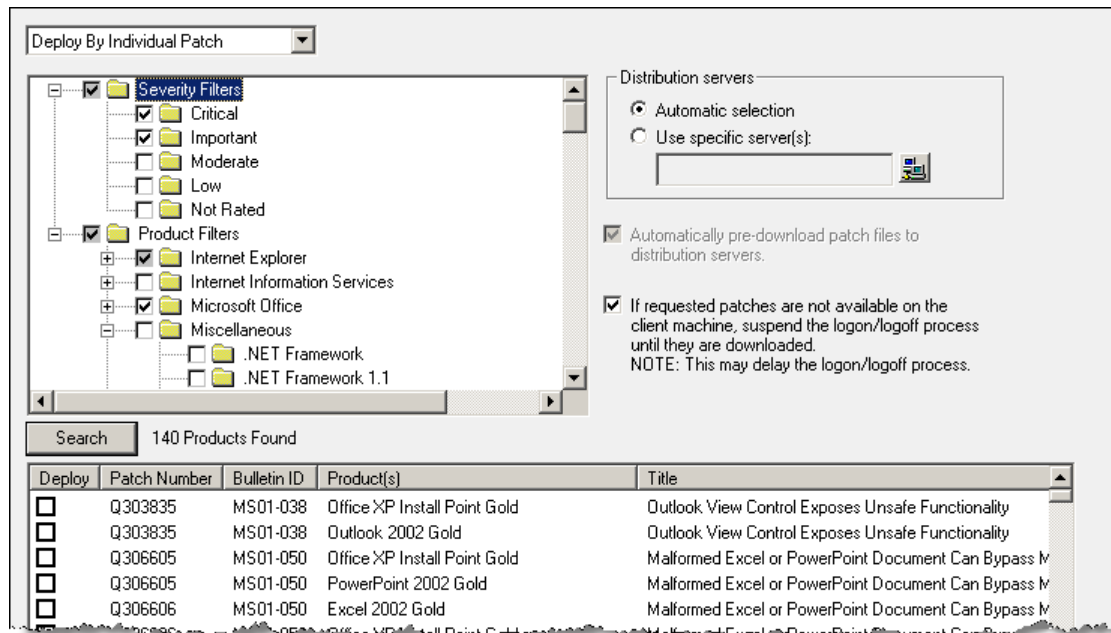 Deploy By Individual Patch
Severity Filters
Critical
Important
Moderate
Low
Not Rated
Product Filters
Internet Explorer
Internet Information Services
Microsoft Office
Miscellaneous
.NET Framework
.NET Framework 1.1
Distribution servers
Automatic selection
Use specific server(s):
Automatically pre-download patch files to
distribution servers.
If requested patches are not available on the
client machine, suspend the logon/logoff process
until they are downloaded.
NOTE: This may delay the logon/logoff process.
Search 140 Products Found
Deploy Patch Number Bulletin ID Product(s) Title
Q303835 MS01-038 Office XP Install Point Gold Outlook View Control Exposes Unsafe Functionality
Q303835 MS01-038 Outlook 2002 Gold Outlook View Control Exposes Unsafe Functionality
Q306605 MS01-050 Office XP Install Point Gold Malformed Excel or PowerPoint Document Can Bypass M
Q306605 MS01-050 PowerPoint 2002 Gold Malformed Excel or PowerPoint Document Can Bypass M
Q306606 MS01-050 Excel 2002 Gold Malformed Excel or PowerPoint Document Can Bypass M